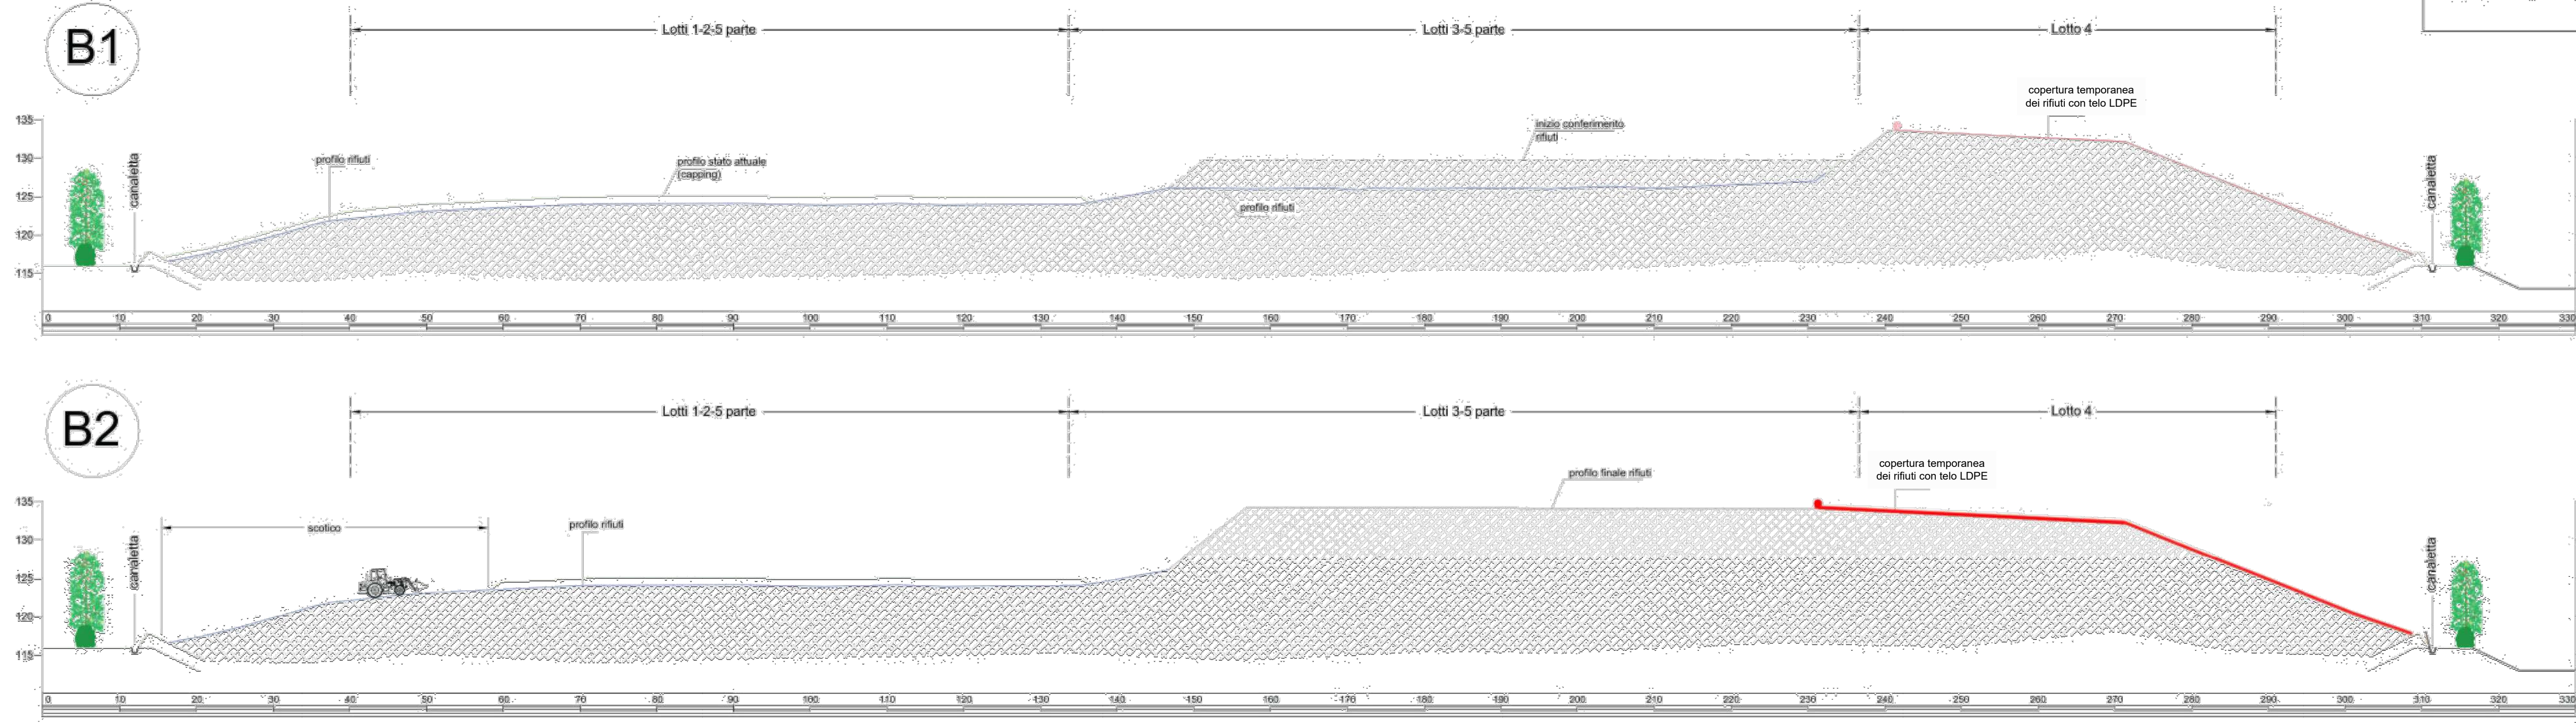 B1
Lotti 1-2-5 parte
Lotti 3-5 parte
Lotto 4
copertura temporanea
dei rifiuti con telo LDPE
inizio conferimento
rifiuti
profilo rifiuti
profilo stato attuale
(capping)
profilo rifiuti
canaletta
canaletta
135
130
125
120
115
0 10 20 30 40 50 60 70 80 90 100 110 120 130 140 150 160 170 180 190 200 210 220 230 240 250 260 270 280 290 300 310 320 330
B2
Lotti 1-2-5 parte
Lotti 3-5 parte
Lotto 4
copertura temporanea
dei rifiuti con telo LDPE
profilo finale rifiuti
scotico
profilo rifiuti
canaletta
canaletta
135
130
125
120
115
0 10 20 30 40 50 60 70 80 90 100 110 120 130 140 150 160 170 180 190 200 210 220 230 240 250 260 270 280 290 300 310 320 330